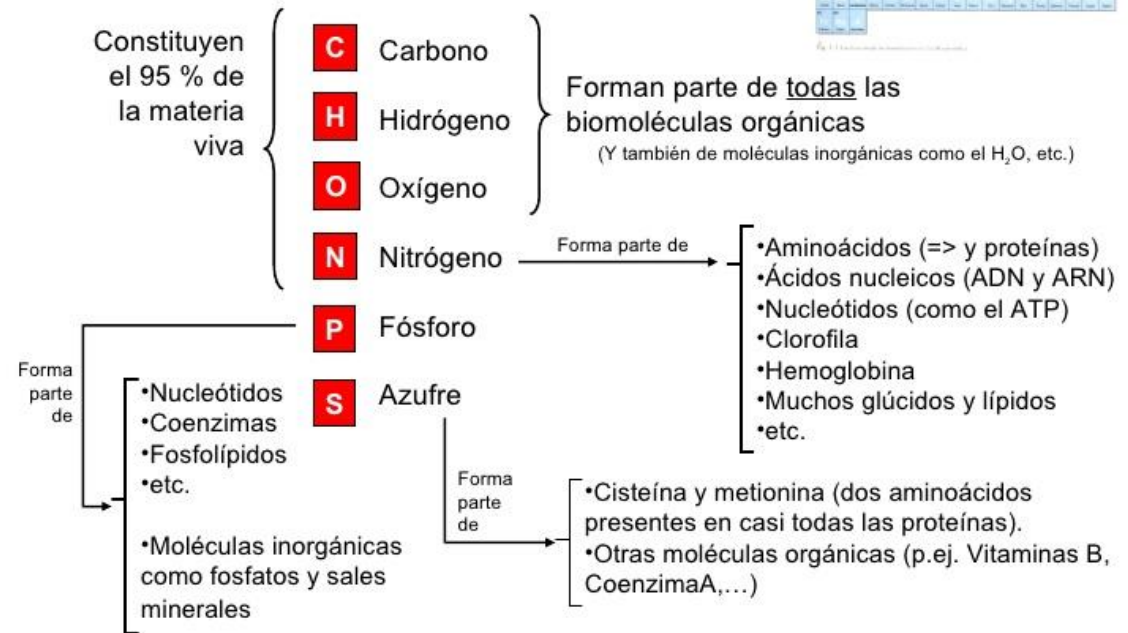 Constituyen
el 95 % de
la materia
viva
C Carbono
H Hidrógeno
O Oxígeno
N Nitrógeno
P Fósforo
S Azufre
Forman parte de todas las
biomoléculas orgánicas
(Y también de moléculas inorgánicas como el H₂O, etc.)
Forma parte de
•Aminoácidos (=> y proteínas)
•Ácidos nucleicos (ADN y ARN)
•Nucleótidos (como el ATP)
•Clorofila
•Hemoglobina
•Muchos glúcidos y lípidos
•etc.
Forma
parte
de
•Nucleótidos
•Coenzimas
•Fosfolípidos
•etc.
•Moléculas inorgánicas
como fosfatos y sales
minerales
Forma
parte
de
•Cisteína y metionina (dos aminoácidos
presentes en casi todas las proteínas).
•Otras moléculas orgánicas (p.ej. Vitaminas B,
CoenzimaA,…)